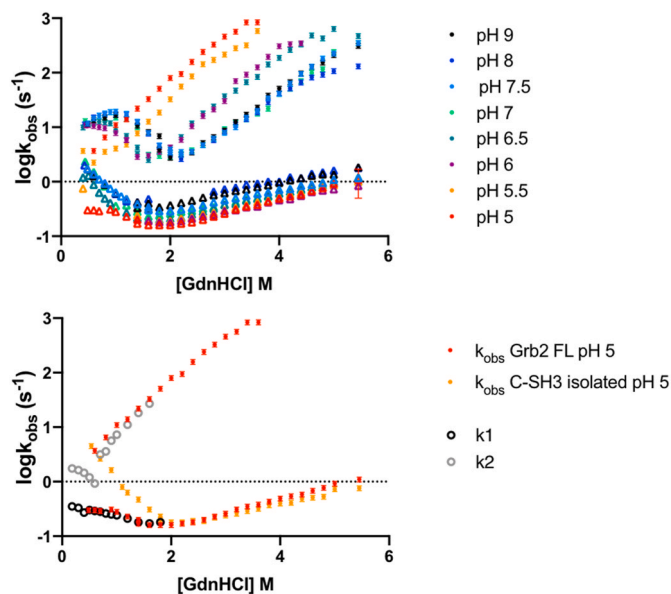 3
2
1
0
-1
logk_obs (s⁻¹)
0 2 4 6
[GdnHCl] M
pH 9
pH 8
pH 7.5
pH 7
pH 6.5
pH 6
pH 5.5
pH 5
3
2
1
0
-1
logk_obs (s⁻¹)
0 2 4 6
[GdnHCl] M
k_obs Grb2 FL pH 5
k_obs C-SH3 isolated pH 5
k1
k2